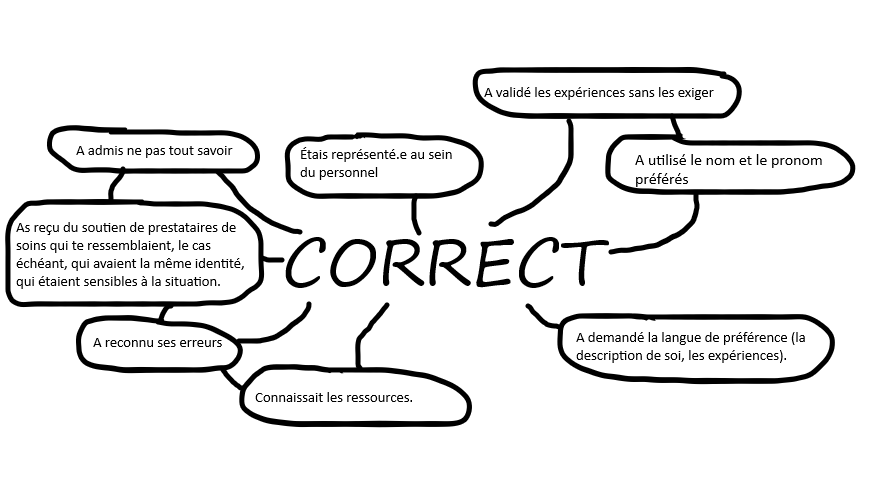 A validé les expériences sans les exiger
A admis ne pas tout savoir
Étais représenté.e au sein
du personnel
A utilisé le nom et le pronom
préférés
As reçu du soutien de prestataires de
soins qui te ressemblaient, le cas
échéant, qui avaient la même identité,
qui étaient sensibles à la situation.
CORRECT
A reconnu ses erreurs
A demandé la langue de préférence (la
description de soi, les expériences).
Connaissait les ressources.